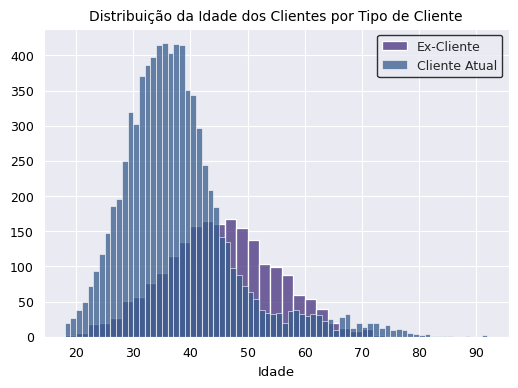 Distribuição da Idade dos Clientes por Tipo de Cliente
Ex-Cliente
Cliente Atual
400
350
300
250
200
150
100
50
0
20 30 40 50 60 70 80 90
Idade